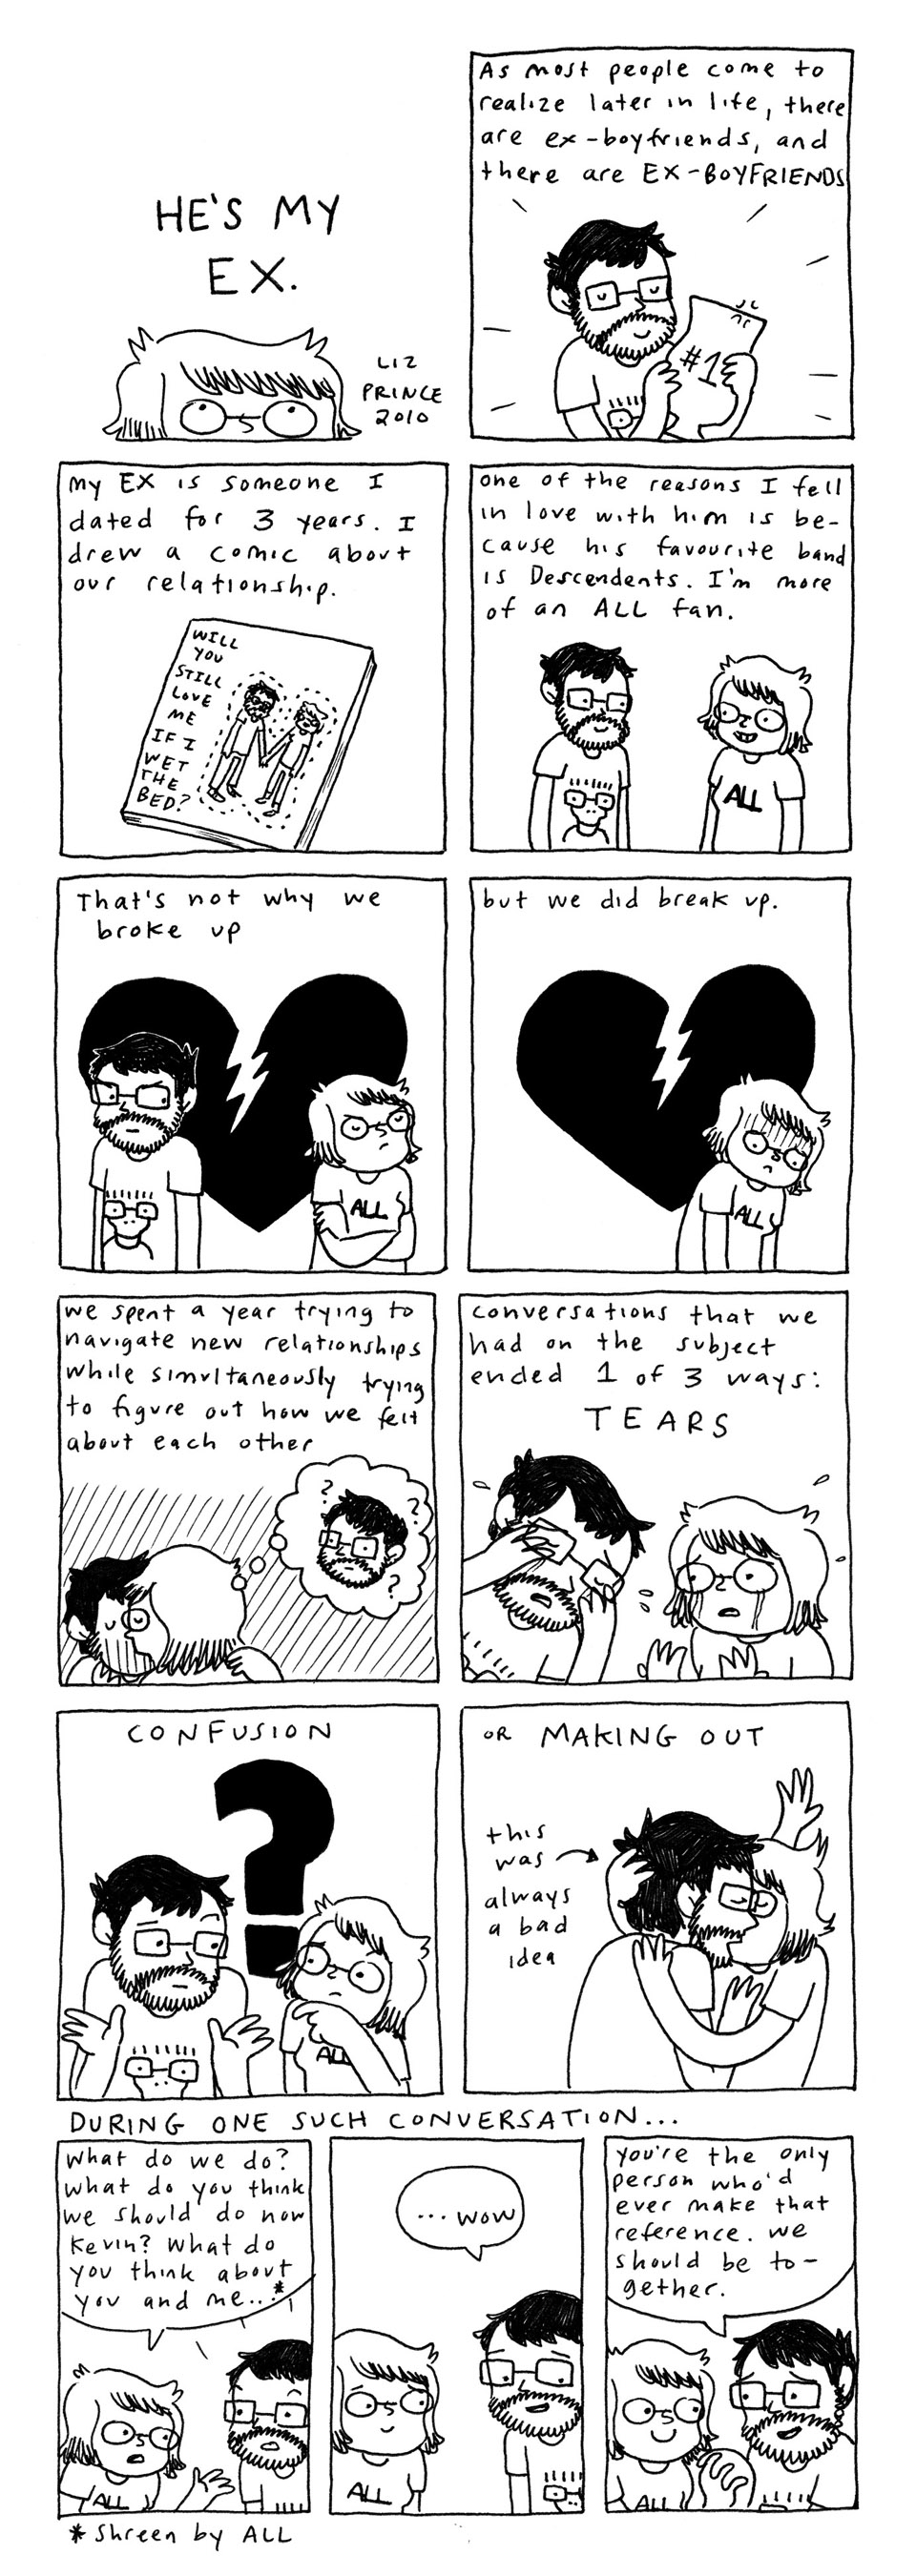 HE'S MY
EX.
LIZ
PRINCE
2010
As most people come to
realize later in life, there
are ex-boyfriends, and
there are EX-BOYFRIENDS
#1
my EX is someone I
dated for 3 years. I
drew a comic about
our relationship.
WILL
YOU
STILL
LOVE
ME
IF I
WET
THE
BED?
one of the reasons I fell
in love with him is be-
cause his favourite band
is Descendents. I'm more
of an ALL fan.
ALL
That's not why we
broke up
ALL
but we did break up.
ALL
we spent a year trying to
navigate new relationships
while simultaneously trying
to figure out how we felt
about each other
?
?
?
conversations that we
had on the subject
ended 1 of 3 ways:
TEARS
CONFUSION
?
ALL
or MAKING OUT
this
was
always
a bad
idea
DURING ONE SUCH CONVERSATION...
What do we do?
what do you think
we should do now
Kevin? What do
you think about
you and me...*
ALL
...wow
ALL
you're the only
person who'd
ever make that
reference. we
should be to-
gether.
ALL
* Shreen by ALL